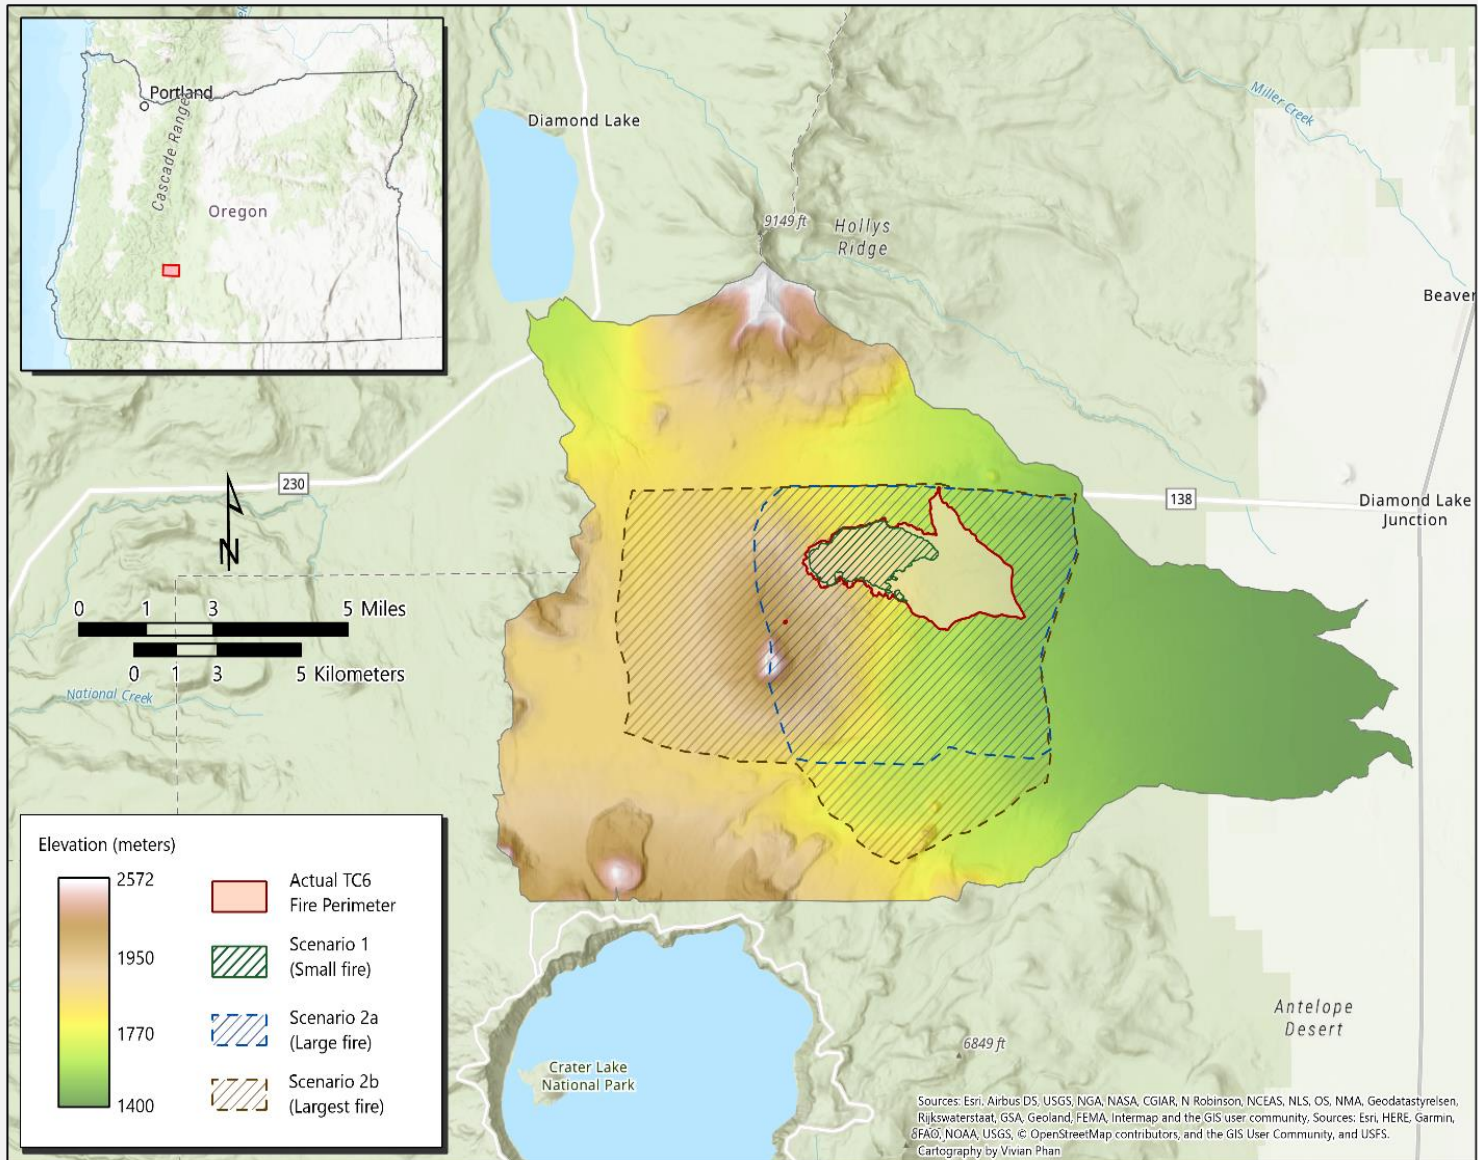 Portland
Cascade Range
Oregon
Diamond Lake
Miller Creek
9149 ft
Hollys
Ridge
Beaver
230
138
Diamond Lake
Junction
N
0 1 3 5 Miles
0 1 3 5 Kilometers
National Creek
Elevation (meters)
2572
1950
1770
1400
Actual TC6
Fire Perimeter
Scenario 1
(Small fire)
Scenario 2a
(Large fire)
Scenario 2b
(Largest fire)
Antelope
Desert
6849 ft
Crater Lake
National Park
Sources: Esri, Airbus DS, USGS, NGA, NASA, CGIAR, N Robinson, NCEAS, NLS, OS, NMA, Geodatastyrelsen,
Rijkswaterstaat, GSA, Geoland, FEMA, Intermap and the GIS user community, Sources: Esri, HERE, Garmin,
FAO, NOAA, USGS, © OpenStreetMap contributors, and the GIS User Community, and USFS.
Cartography by Vivian Phan